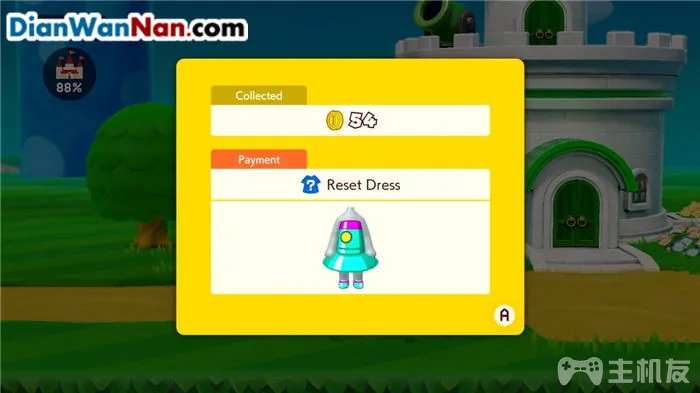 DianWanNan.com
88%
Collected
54
Payment
? Reset Dress
A
主机友